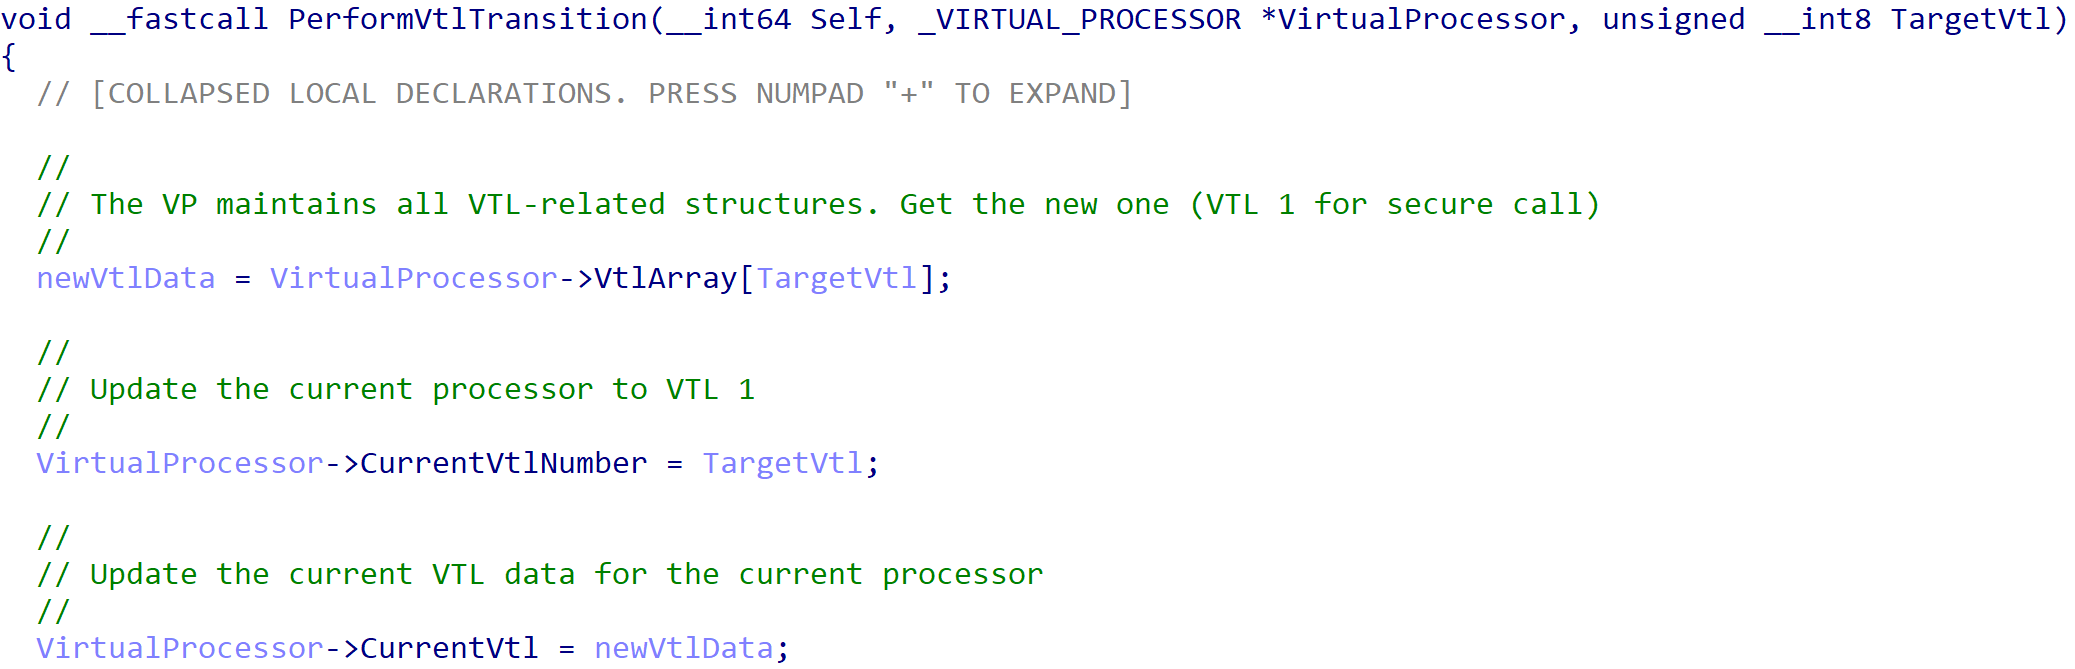 void __fastcall PerformVtlTransition(__int64 Self, _VIRTUAL_PROCESSOR *VirtualProcessor, unsigned __int8 TargetVtl)
{
  // [COLLAPSED LOCAL DECLARATIONS. PRESS NUMPAD "+" TO EXPAND]

  //
  // The VP maintains all VTL-related structures. Get the new one (VTL 1 for secure call)
  //
  newVtlData = VirtualProcessor->VtlArray[TargetVtl];

  //
  // Update the current processor to VTL 1
  //
  VirtualProcessor->CurrentVtlNumber = TargetVtl;

  //
  // Update the current VTL data for the current processor
  //
  VirtualProcessor->CurrentVtl = newVtlData;